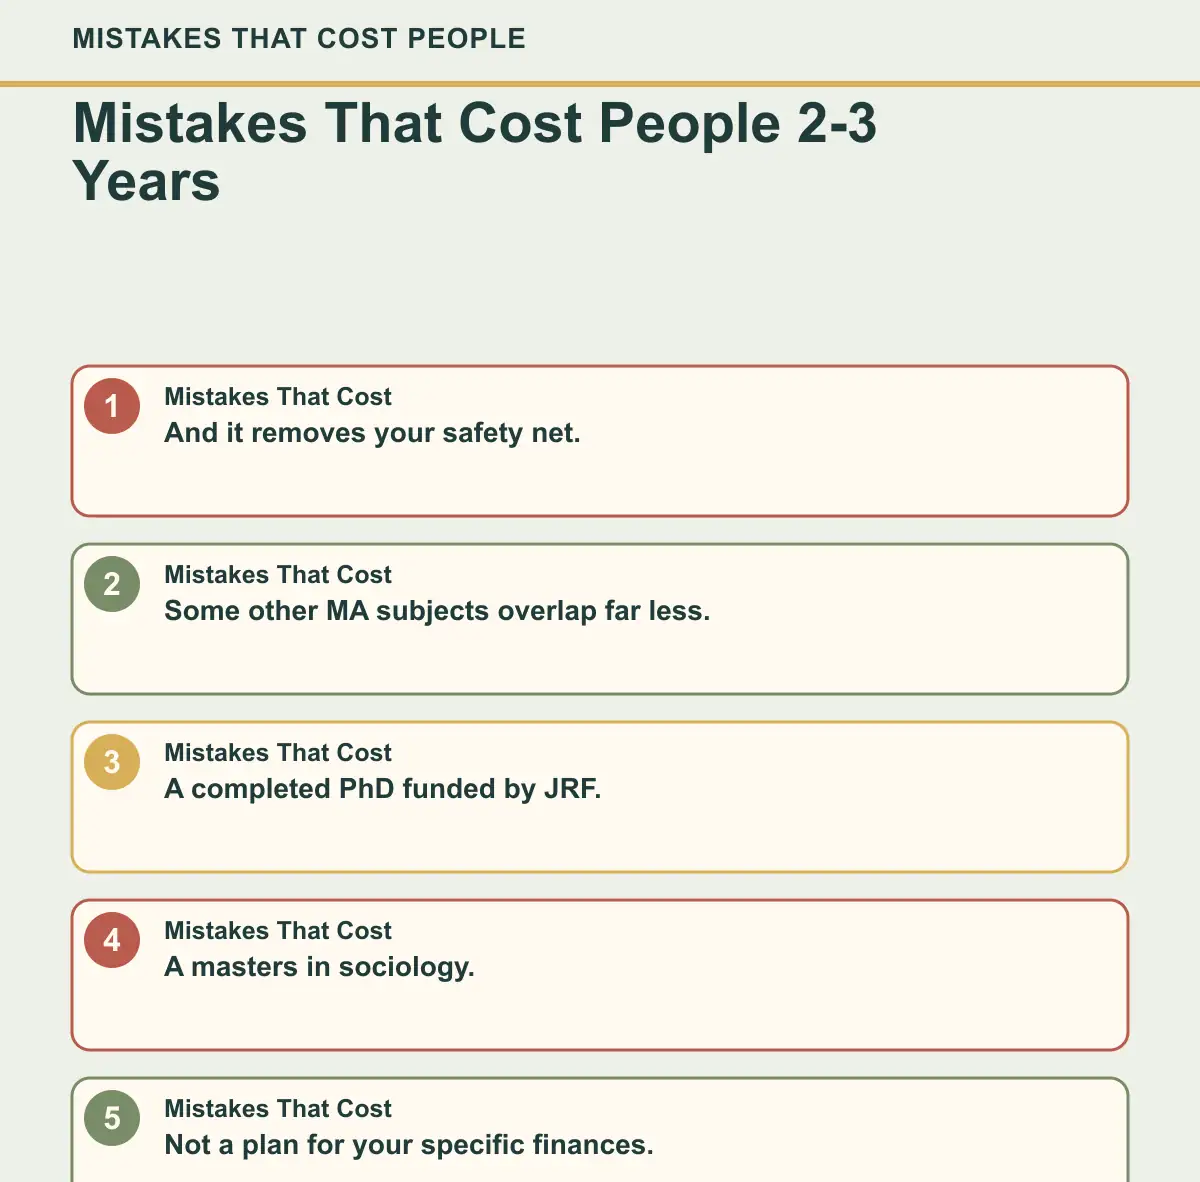 MISTAKES THAT COST PEOPLE
Mistakes That Cost People 2-3
Years
1
Mistakes That Cost
And it removes your safety net.
2
Mistakes That Cost
Some other MA subjects overlap far less.
3
Mistakes That Cost
A completed PhD funded by JRF.
4
Mistakes That Cost
A masters in sociology.
5
Mistakes That Cost
Not a plan for your specific finances.